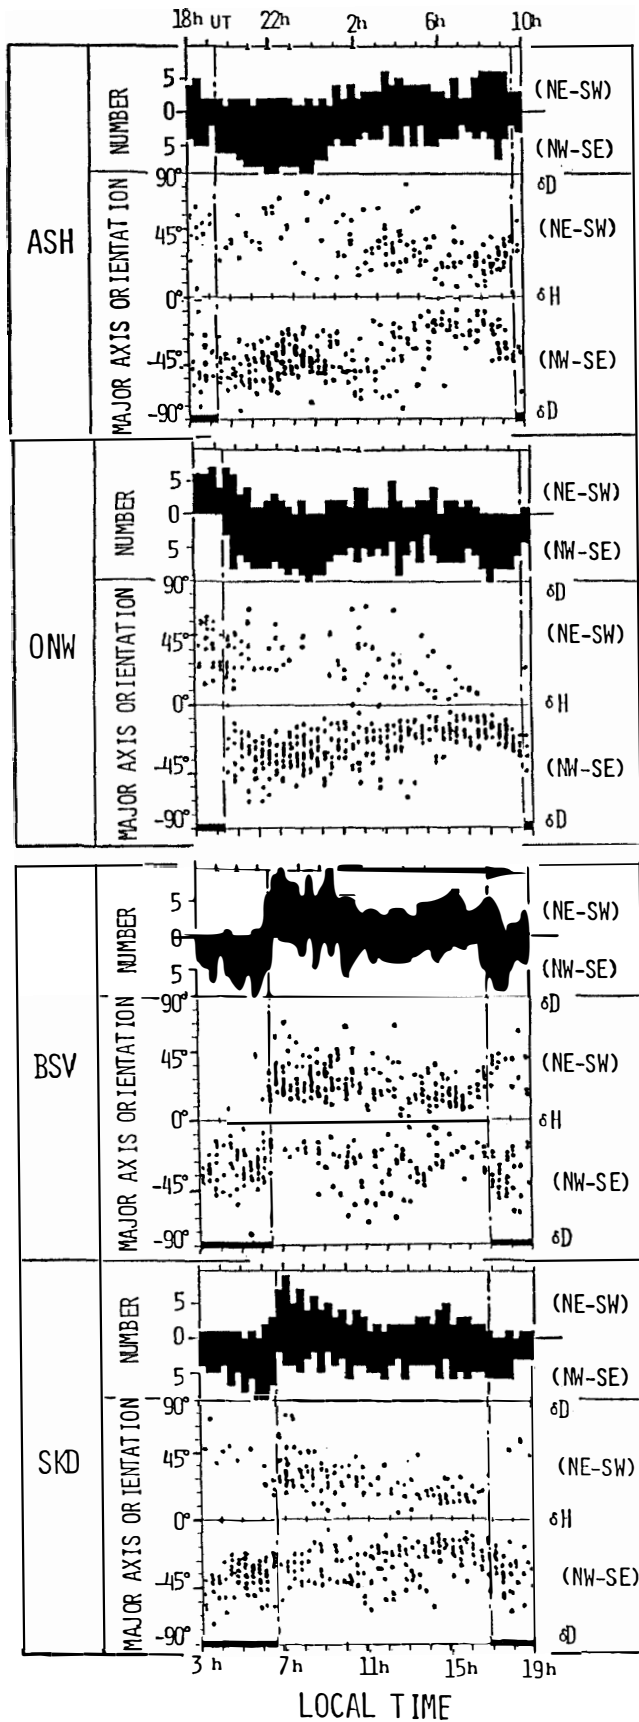 18h UT 22h 2h 6h 10h
ASH
NUMBER
5
0
5
(NE-SW)
(NW-SE)
MAJOR AXIS ORIENTATION
90°
45°
0°
-45°
-90°
δD
(NE-SW)
δH
(NW-SE)
δD
ONW
NUMBER
5
0
5
(NE-SW)
(NW-SE)
MAJOR AXIS ORIENTATION
90°
45°
0°
-45°
-90°
δD
(NE-SW)
δH
(NW-SE)
δD
BSV
NUMBER
5
0
5
(NE-SW)
(NW-SE)
MAJOR AXIS ORIENTATION
90°
45°
0°
-45°
-90°
δD
(NE-SW)
δH
(NW-SE)
δD
SKD
NUMBER
5
0
5
(NE-SW)
(NW-SE)
MAJOR AXIS ORIENTATION
90°
45°
0°
-45°
-90°
δD
(NE-SW)
δH
(NW-SE)
δD
3h 7h 11h 15h 19h
LOCAL TIME